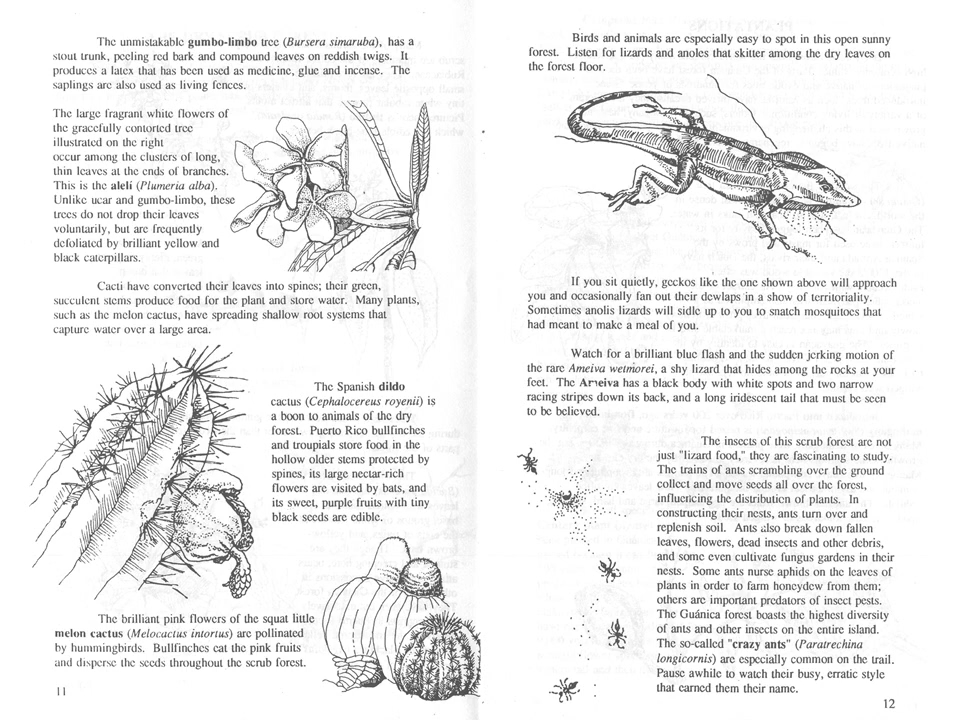 The unmistakable gumbo-limbo tree (Bursera simaruba), has a
stout trunk, peeling red bark and compound leaves on reddish twigs. It
produces a latex that has been used as medicine, glue and incense. The
saplings are also used as living fences.
The large fragrant white flowers of
the gracefully contorted tree
illustrated on the right
occur among the clusters of long,
thin leaves at the ends of branches.
This is the aleli (Plumeria alba).
Unlike ucar and gumbo-limbo, these
trees do not drop their leaves
voluntarily, but are frequently
defoliated by brilliant yellow and
black caterpillars.
Cacti have converted their leaves into spines; their green,
succulent stems produce food for the plant and store water. Many plants,
such as the melon cactus, have spreading shallow root systems that
capture water over a large area.
The Spanish dildo
cactus (Cephalocereus royenii) is
a boon to animals of the dry
forest. Puerto Rico bullfinches
and troupials store food in the
hollow older stems protected by
spines, its large nectar-rich
flowers are visited by bats, and
its sweet, purple fruits with tiny
black seeds are edible.
The brilliant pink flowers of the squat little
melon cactus (Melocactus intortus) are pollinated
by hummingbirds. Bullfinches eat the pink fruits
and disperse the seeds throughout the scrub forest.
11
Birds and animals are especially easy to spot in this open sunny
forest. Listen for lizards and anoles that skitter among the dry leaves on
the forest floor.
If you sit quietly, geckos like the one shown above will approach
you and occasionally fan out their dewlaps in a show of territoriality.
Sometimes anolis lizards will sidle up to you to snatch mosquitoes that
had meant to make a meal of you.
Watch for a brilliant blue flash and the sudden jerking motion of
the rare Ameiva wetmorei, a shy lizard that hides among the rocks at your
feet. The Ameiva has a black body with white spots and two narrow
racing stripes down its back, and a long iridescent tail that must be seen
to be believed.
The insects of this scrub forest are not
just "lizard food," they are fascinating to study.
The trains of ants scrambling over the ground
collect and move seeds all over the forest,
influencing the distribution of plants. In
constructing their nests, ants turn over and
replenish soil. Ants also break down fallen
leaves, flowers, dead insects and other debris,
and some even cultivate fungus gardens in their
nests. Some ants nurse aphids on the leaves of
plants in order to farm honeydew from them;
others are important predators of insect pests.
The Guánica forest boasts the highest diversity
of ants and other insects on the entire island.
The so-called "crazy ants" (Paratrechina
longicornis) are especially common on the trail.
Pause awhile to watch their busy, erratic style
that earned them their name.
12